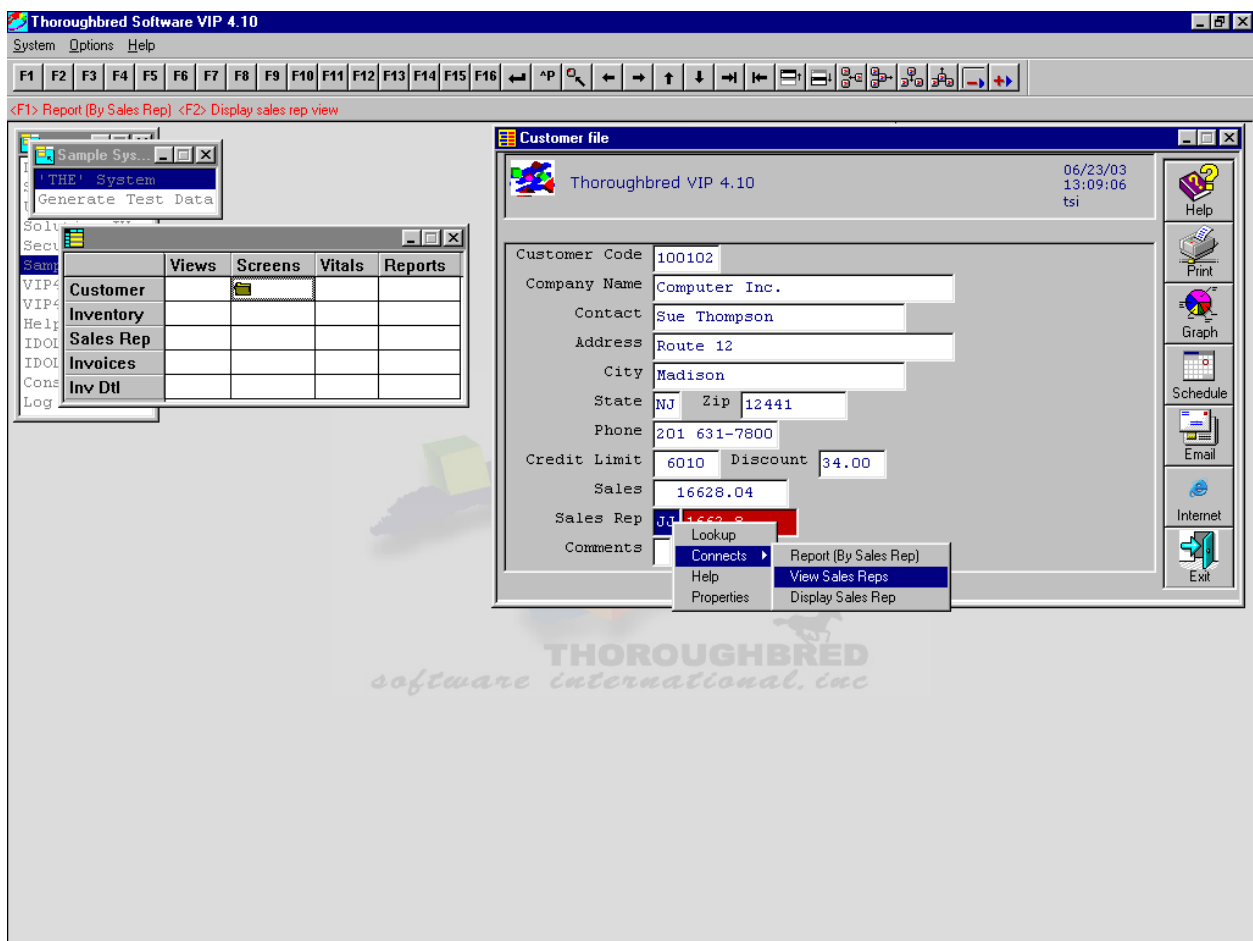 Thoroughbred Software VIP 4.10
System Options Help
F1 F2 F3 F4 F5 F6 F7 F8 F9 F10 F11 F12 F13 F14 F15 F16 ^P
<F1> Report (By Sales Rep) <F2> Display sales rep view
Sample Sys...
'THE' System
Generate Test Data
Log
Views Screens Vitals Reports
Customer
Inventory
Sales Rep
Invoices
Inv Dtl
Customer file
Thoroughbred VIP 4.10
06/23/03
13:09:06
tsi
Customer Code 100102
Company Name Computer Inc.
Contact Sue Thompson
Address Route 12
City Madison
State NJ Zip 12441
Phone 201 631-7800
Credit Limit 6010 Discount 34.00
Sales 16628.04
Sales Rep JJ
Comments
Lookup
Connects
Help
Properties
Report (By Sales Rep)
View Sales Reps
Display Sales Rep
Help
Print
Graph
Schedule
Email
Internet
Exit
THOROUGHBRED
software international, inc